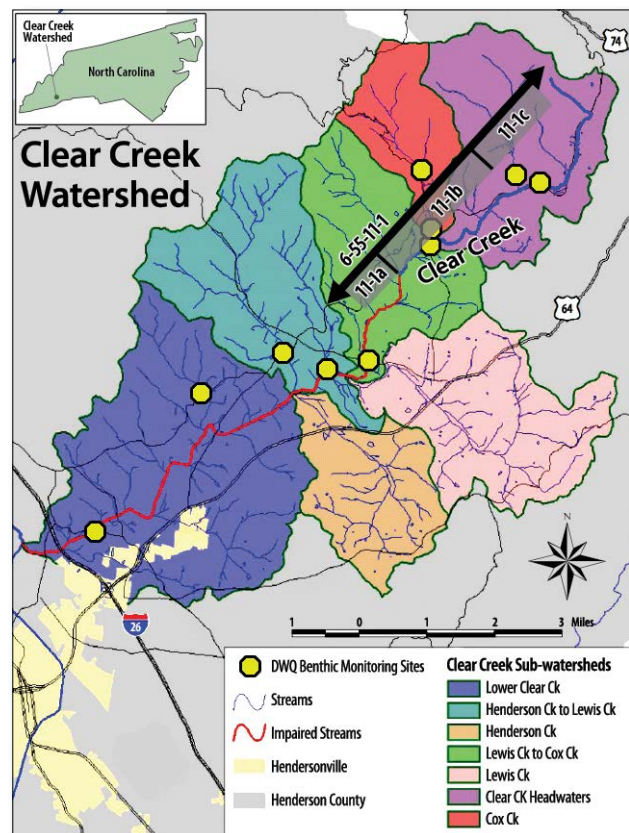 Clear Creek
Watershed
North Carolina
74
Clear Creek
Watershed
11-1c
11-1b
6-55-11-1
11-1a
Clear Creek
64
1 0 1 2 3
Miles
26
DWQ Benthic Monitoring Sites
Streams
Impaired Streams
Hendersonville
Henderson County
Clear Creek Sub-watersheds
Lower Clear Ck
Henderson Ck to Lewis Ck
Henderson Ck
Lewis Ck to Cox Ck
Lewis Ck
Clear CK Headwaters
Cox Ck